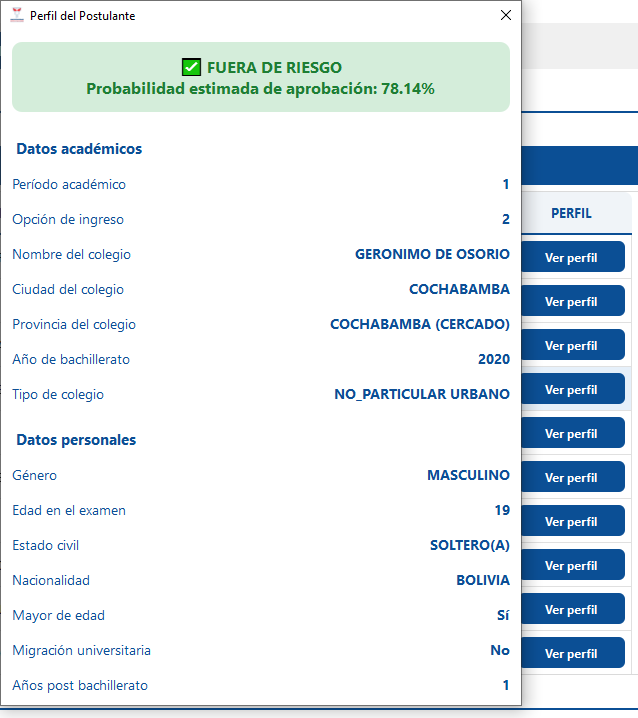 Perfil del Postulante
✅ FUERA DE RIESGO
Probabilidad estimada de aprobación: 78.14%
Datos académicos
Período académico 1
Opción de ingreso 2
Nombre del colegio GERONIMO DE OSORIO
Ciudad del colegio COCHABAMBA
Provincia del colegio COCHABAMBA (CERCADO)
Año de bachillerato 2020
Tipo de colegio NO_PARTICULAR URBANO
Datos personales
Género MASCULINO
Edad en el examen 19
Estado civil SOLTERO(A)
Nacionalidad BOLIVIA
Mayor de edad Sí
Migración universitaria No
Años post bachillerato 1
PERFIL
Ver perfil
Ver perfil
Ver perfil
Ver perfil
Ver perfil
Ver perfil
Ver perfil
Ver perfil
Ver perfil
Ver perfil